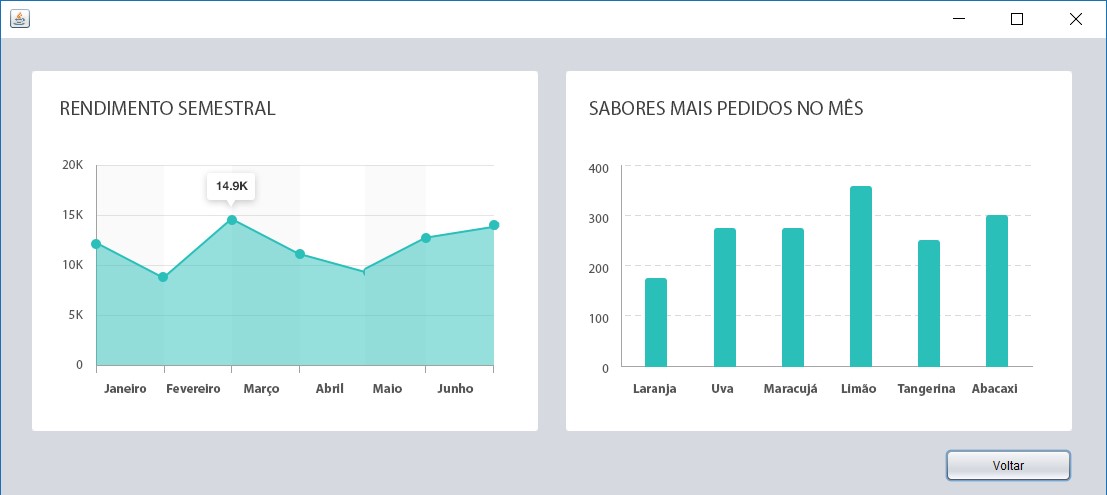 RENDIMENTO SEMESTRAL
20K
14.9K
15K
10K
5K
0
Janeiro Fevereiro Março Abril Maio Junho
SABORES MAIS PEDIDOS NO MÊS
400
300
200
100
0
Laranja Uva Maracujá Limão Tangerina Abacaxi
Voltar